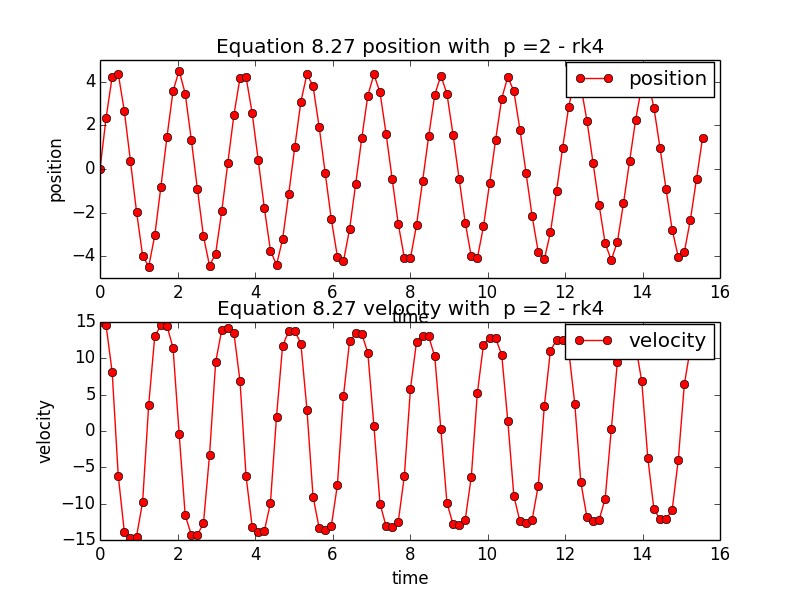 Equation 8.27 position with  p =2 - rk4
position
4
2
0
−2
−4
position
0 2 4 6 8 10 12 14 16
time
Equation 8.27 velocity with  p =2 - rk4
velocity
15
10
5
0
−5
−10
−15
velocity
0 2 4 6 8 10 12 14 16
time